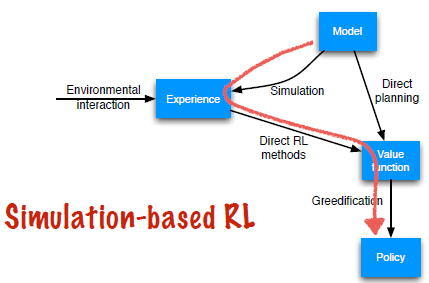 Model
Environmental
interaction
Experience
Simulation
Direct
planning
Direct RL
methods
Value
function
Greedification
Simulation-based RL
Policy